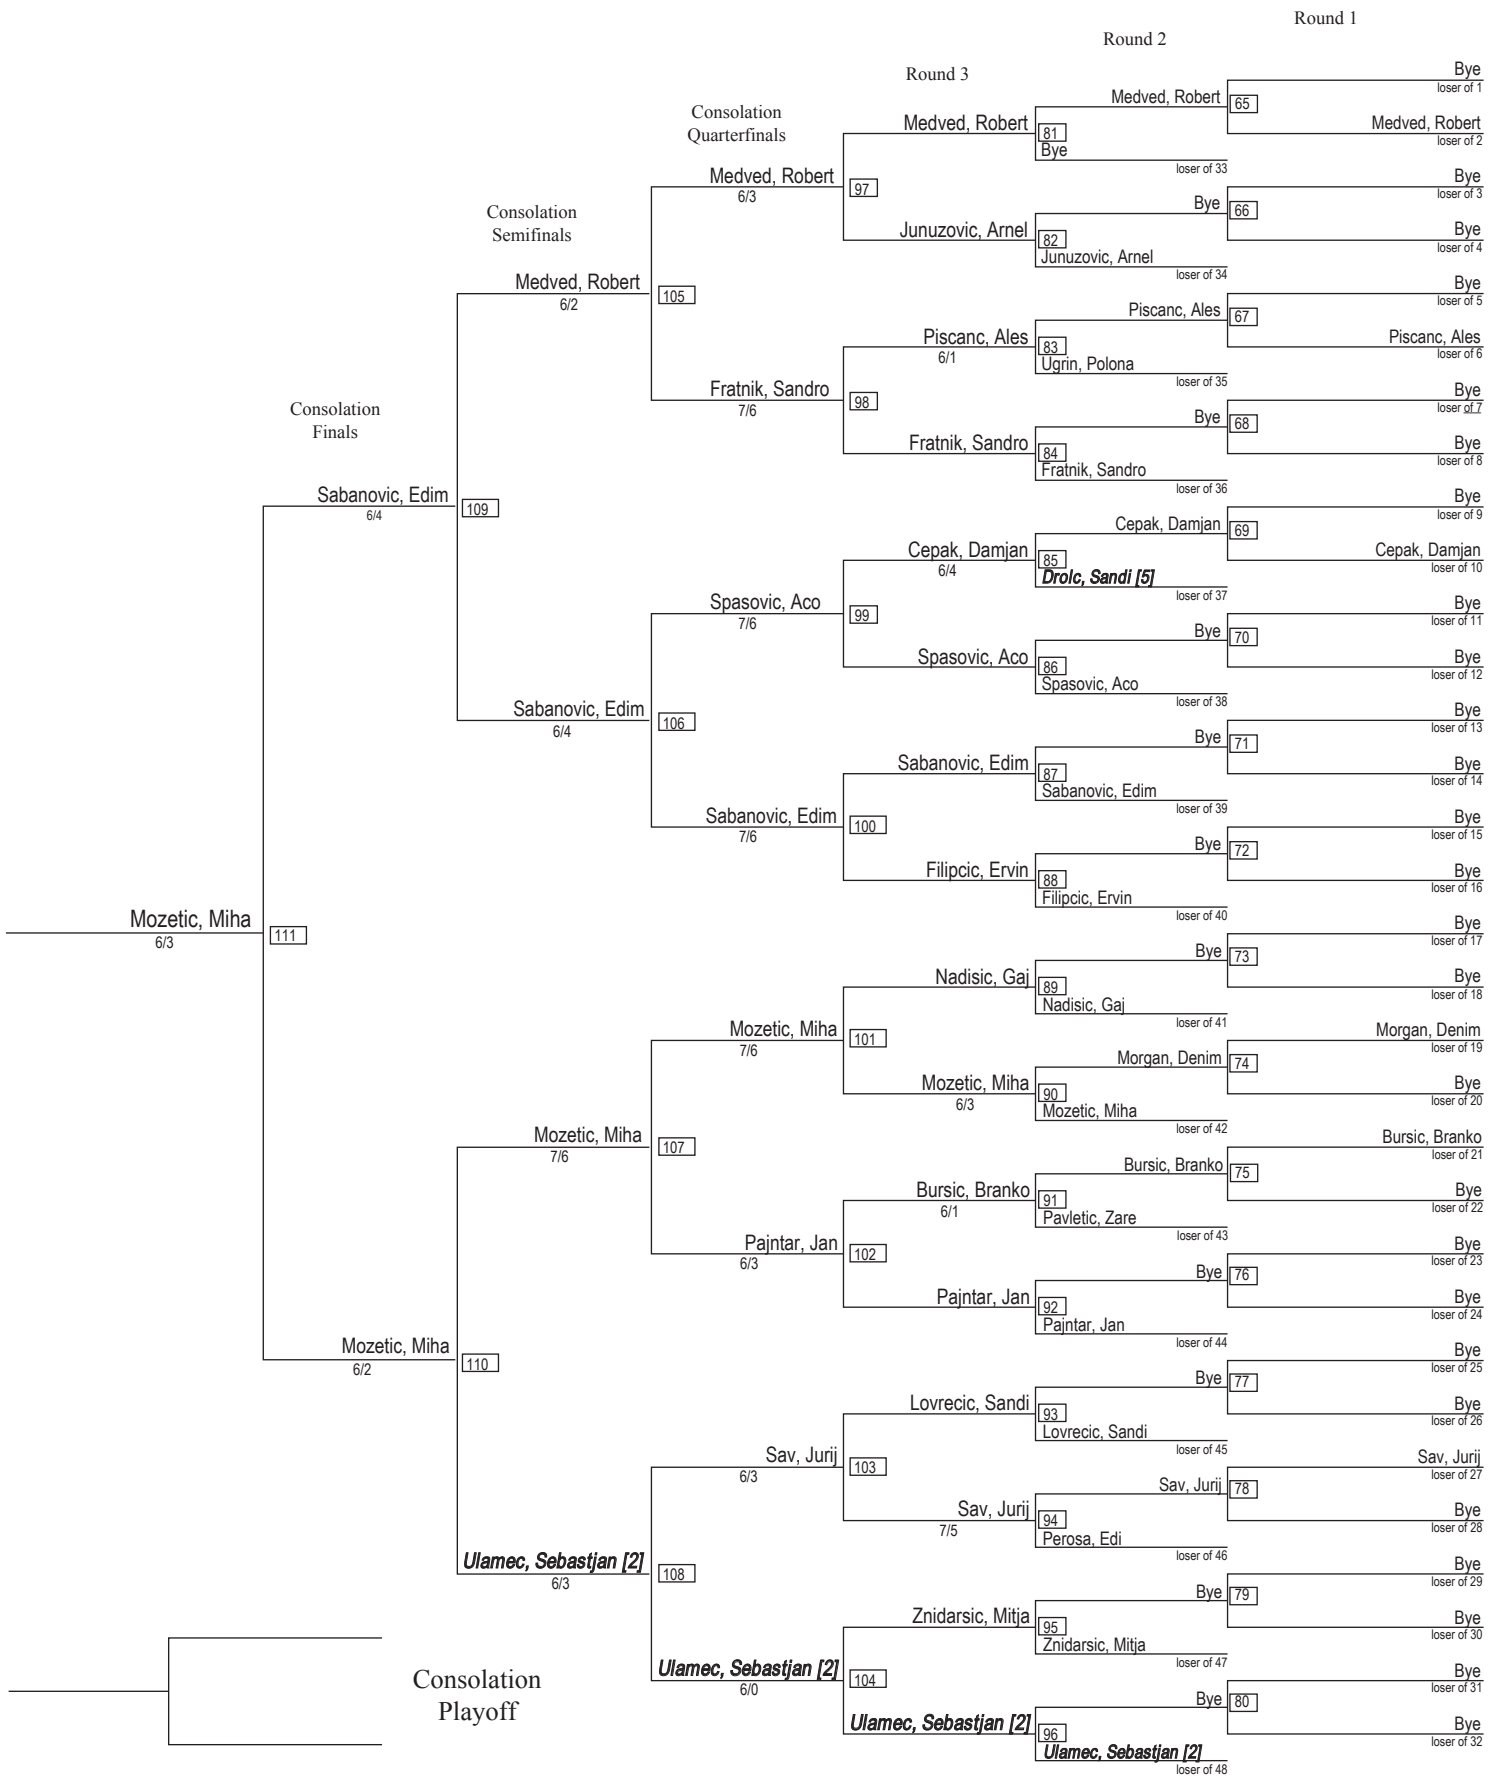 Round 1
Round 2
Round 3
Consolation
Quarterfinals
Consolation
Semifinals
Consolation
Finals
Bye
loser of 1
Medved, Robert
65
Medved, Robert
loser of 2
Medved, Robert
81
Bye
loser of 33
Medved, Robert
6/3
97
Bye
loser of 3
Bye
66
Bye
loser of 4
Junuzovic, Arnel
82
Junuzovic, Arnel
loser of 34
Medved, Robert
6/2
105
Bye
loser of 5
Piscanc, Ales
67
Piscanc, Ales
loser of 6
Piscanc, Ales
6/1
83
Ugrin, Polona
loser of 35
Fratnik, Sandro
7/6
98
Bye
loser of 7
Bye
68
Bye
loser of 8
Fratnik, Sandro
84
Fratnik, Sandro
loser of 36
Sabanovic, Edim
6/4
109
Bye
loser of 9
Cepak, Damjan
69
Cepak, Damjan
loser of 10
Cepak, Damjan
6/4
85
Drolc, Sandi [5]
loser of 37
Spasovic, Aco
7/6
99
Bye
loser of 11
Bye
70
Bye
loser of 12
Spasovic, Aco
86
Spasovic, Aco
loser of 38
Sabanovic, Edim
6/4
106
Bye
loser of 13
Bye
71
Bye
loser of 14
Sabanovic, Edim
87
Sabanovic, Edim
loser of 39
Sabanovic, Edim
7/6
100
Bye
loser of 15
Bye
72
Bye
loser of 16
Filipcic, Ervin
88
Filipcic, Ervin
loser of 40
Mozetic, Miha
6/3
111
Bye
loser of 17
Bye
73
Bye
loser of 18
Nadisic, Gaj
89
Nadisic, Gaj
loser of 41
Mozetic, Miha
7/6
101
Morgan, Denim
loser of 19
Morgan, Denim
74
Bye
loser of 20
Mozetic, Miha
6/3
90
Mozetic, Miha
loser of 42
Mozetic, Miha
7/6
107
Bursic, Branko
loser of 21
Bursic, Branko
75
Bye
loser of 22
Bursic, Branko
6/1
91
Pavletic, Zare
loser of 43
Pajntar, Jan
6/3
102
Bye
loser of 23
Bye
76
Bye
loser of 24
Pajntar, Jan
92
Pajntar, Jan
loser of 44
Mozetic, Miha
6/2
110
Bye
loser of 25
Bye
77
Bye
loser of 26
Lovrecic, Sandi
93
Lovrecic, Sandi
loser of 45
Sav, Jurij
6/3
103
Sav, Jurij
loser of 27
Sav, Jurij
78
Bye
loser of 28
Sav, Jurij
7/5
94
Perosa, Edi
loser of 46
Ulamec, Sebastjan [2]
6/3
108
Bye
loser of 29
Bye
79
Bye
loser of 30
Znidarsic, Mitja
95
Znidarsic, Mitja
loser of 47
Ulamec, Sebastjan [2]
6/0
104
Bye
loser of 31
Bye
80
Bye
loser of 32
Ulamec, Sebastjan [2]
96
Ulamec, Sebastjan [2]
loser of 48
Consolation
Playoff